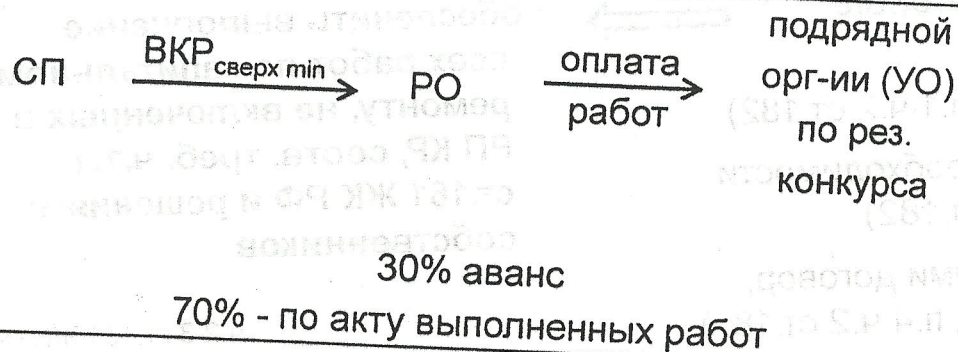 СП ВКР сверх min РО оплата работ подрядной
орг-ии (УО)
по рез.
конкурса
30% аванс
70% - по акту выполненных работ